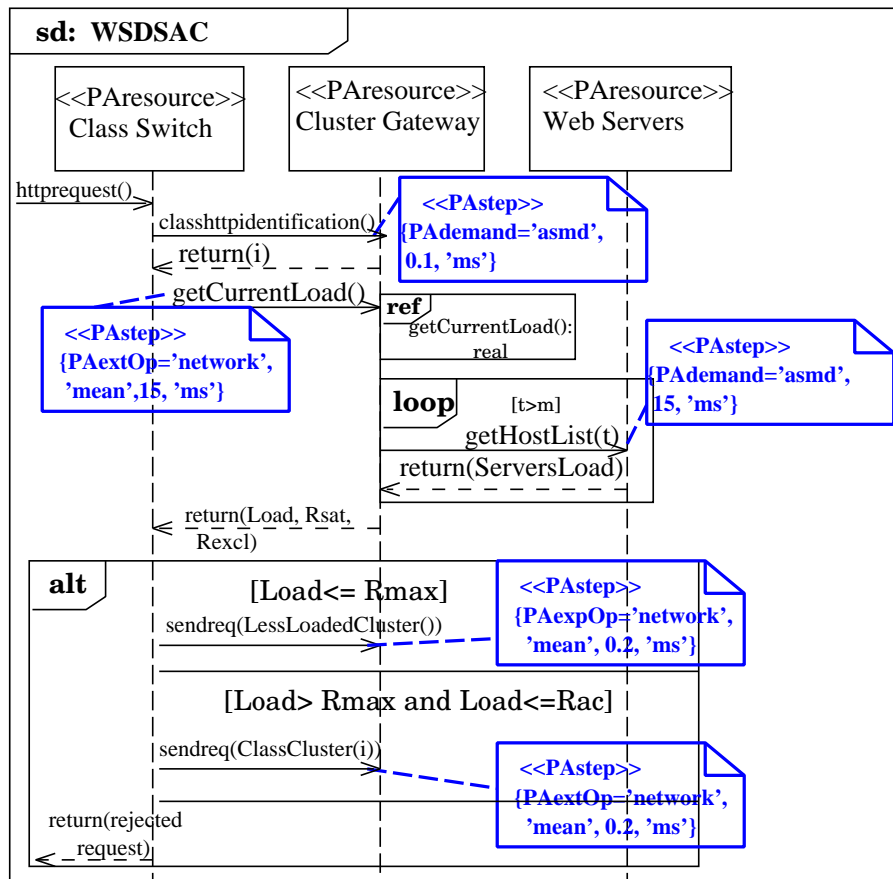 sd: WSDSAC
<<PAresource>>
Class Switch
<<PAresource>>
Cluster Gateway
<<PAresource>>
Web Servers
httprequest()
classhttpidentification()
<<PAstep>>
{PAdemand='asmd',
0.1, 'ms'}
return(i)
getCurrentLoad()
ref
getCurrentLoad():
real
<<PAstep>>
{PAextOp='network',
'mean',15, 'ms'}
<<PAstep>>
{PAdemand='asmd',
15, 'ms'}
loop
[t>m]
getHostList(t)
return(ServersLoad)
return(Load, Rsat,
Rexcl)
alt
[Load<= Rmax]
<<PAstep>>
{PAexpOp='network',
'mean', 0.2, 'ms'}
sendreq(LessLoadedCluster())
[Load> Rmax and Load<=Rac]
sendreq(ClassCluster(i))
<<PAstep>>
{PAextOp='network',
'mean', 0.2, 'ms'}
return(rejected
request)